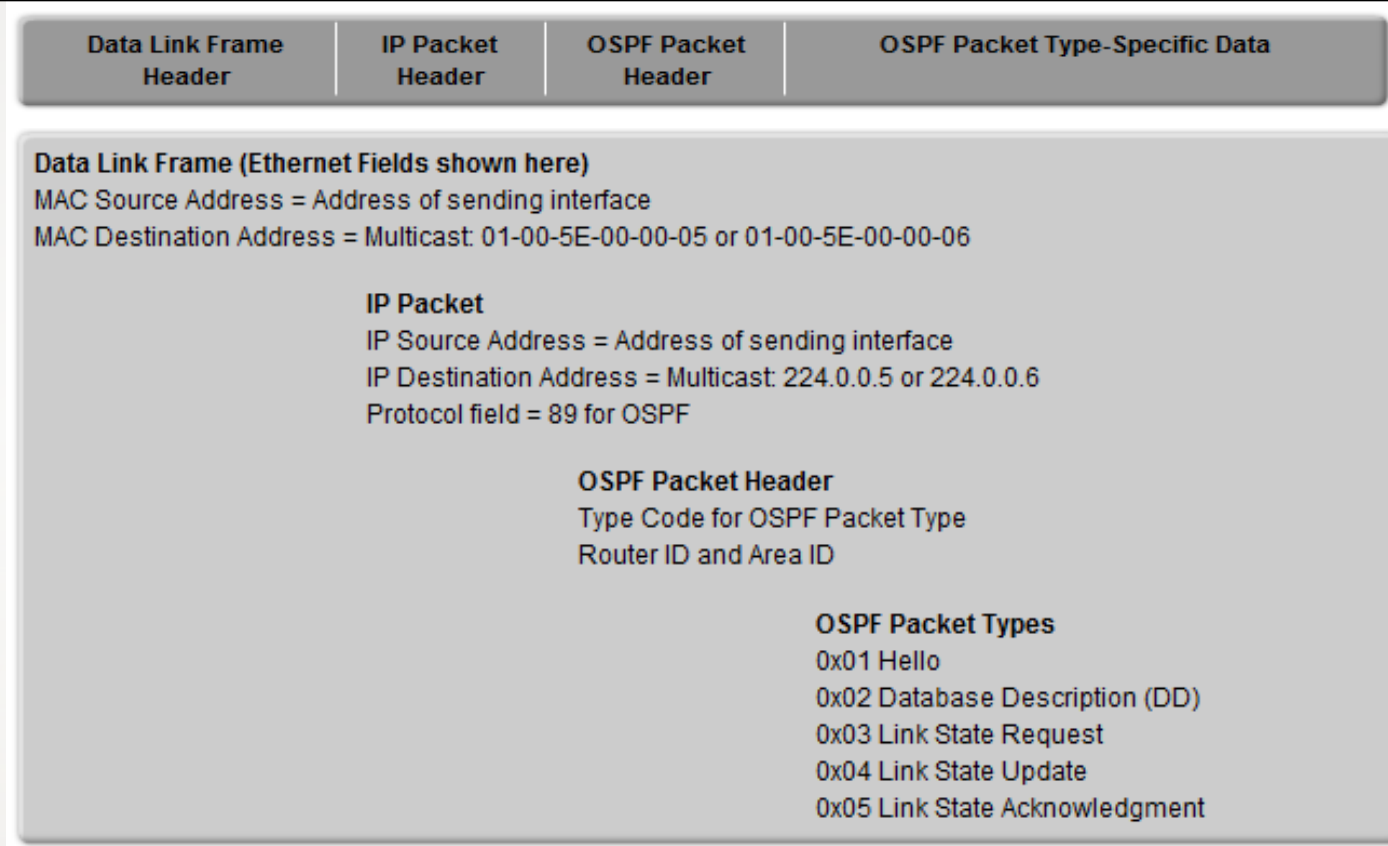 Data Link Frame Header
IP Packet Header
OSPF Packet Header
OSPF Packet Type-Specific Data
Data Link Frame (Ethernet Fields shown here)
MAC Source Address = Address of sending interface
MAC Destination Address = Multicast: 01-00-5E-00-00-05 or 01-00-5E-00-00-06
IP Packet
IP Source Address = Address of sending interface
IP Destination Address = Multicast: 224.0.0.5 or 224.0.0.6
Protocol field = 89 for OSPF
OSPF Packet Header
Type Code for OSPF Packet Type
Router ID and Area ID
OSPF Packet Types
0x01 Hello
0x02 Database Description (DD)
0x03 Link State Request
0x04 Link State Update
0x05 Link State Acknowledgment